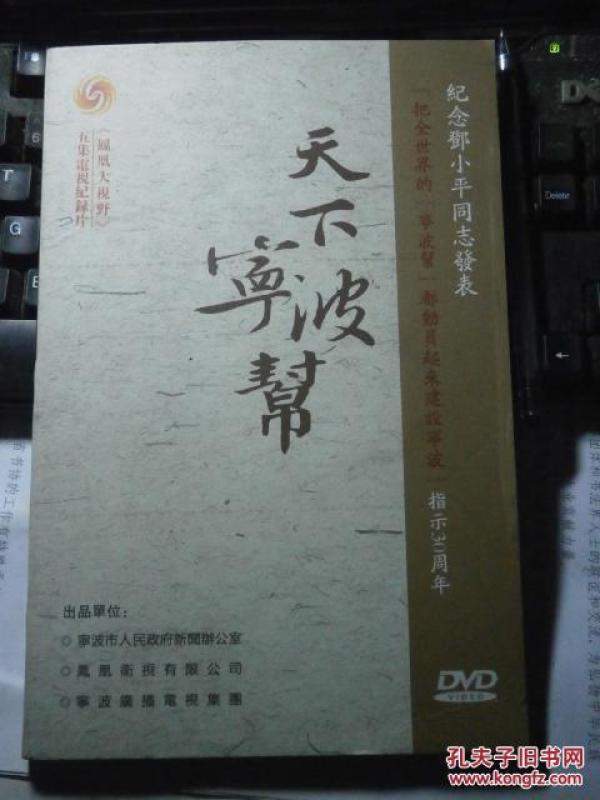 紀念鄧小平同志發表
「把全世界的『寧波幫』都動員起來建設寧波」
指示30周年
天下
寧波
幫
《鳳凰大視野》
五集電視紀録片
出品單位：
◎ 寧波市人民政府新聞辦公室
◎ 鳳凰衛視有限公司
◎ 寧波廣播電視集團
DVD
VIDEO
Delete
6
T
G
B
孔夫子旧书网
www.kongfz.com